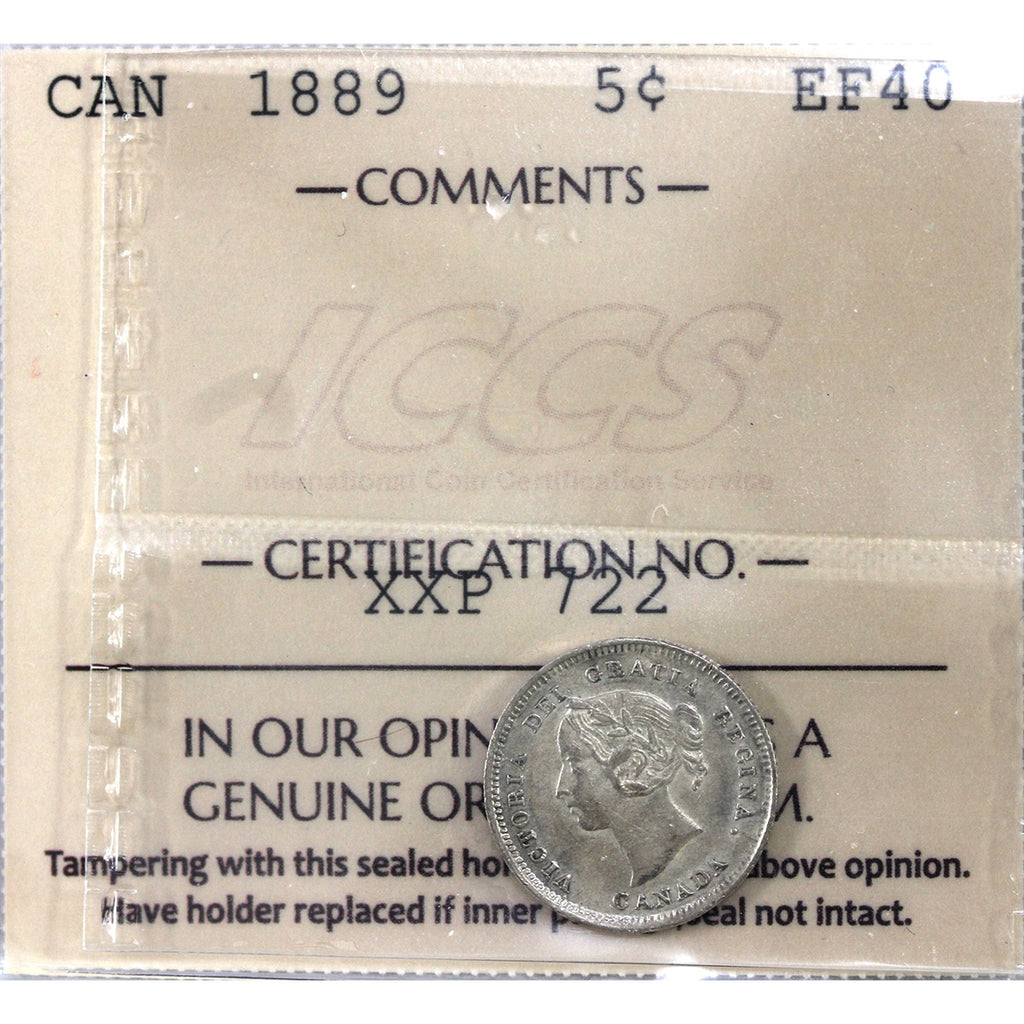 CAN 1889 5¢ EF40
— COMMENTS —
ICCS
International Coin Certification Service
— CERTIFICATION NO. —
XXP 722
IN OUR OPIN A
GENUINE OR M.
Tampering with this sealed hol above opinion.
Have holder replaced if inner p seal not intact.
VICTORIA DEI GRATIA REGINA.
CANADA